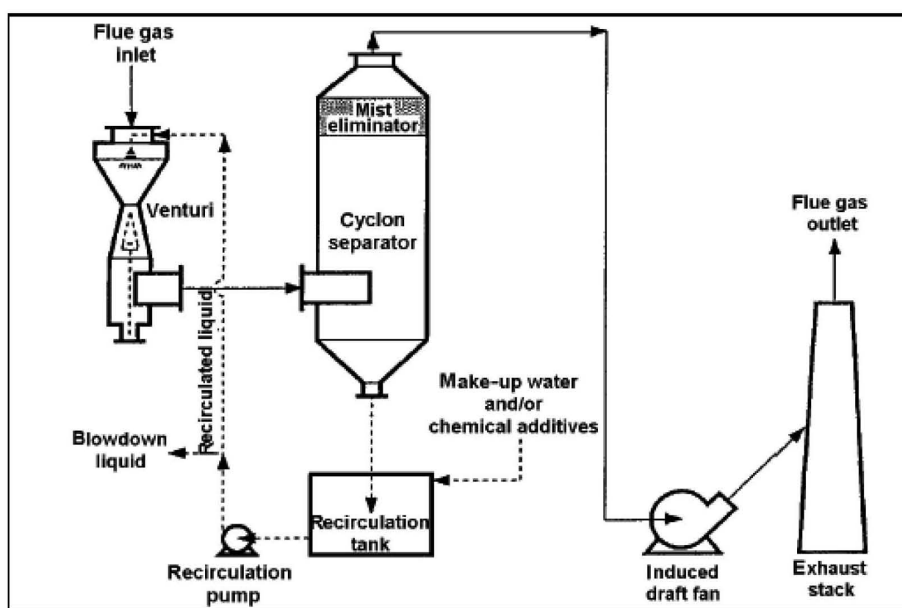 Flue gas
inlet
Venturi
Mist
eliminator
Cyclon
separator
Flue gas
outlet
Recirculated liquid
Make-up water
and/or
chemical additives
Blowdown
liquid
Recirculation
tank
Recirculation
pump
Induced
draft fan
Exhaust
stack